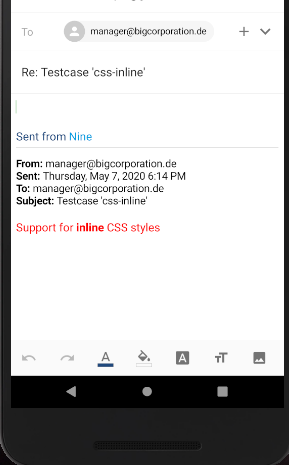 To manager@bigcorporation.de
Re: Testcase 'css-inline'
Sent from Nine
From: manager@bigcorporation.de
Sent: Thursday, May 7, 2020 6:14 PM
To: manager@bigcorporation.de
Subject: Testcase 'css-inline'
Support for inline CSS styles
A A TT